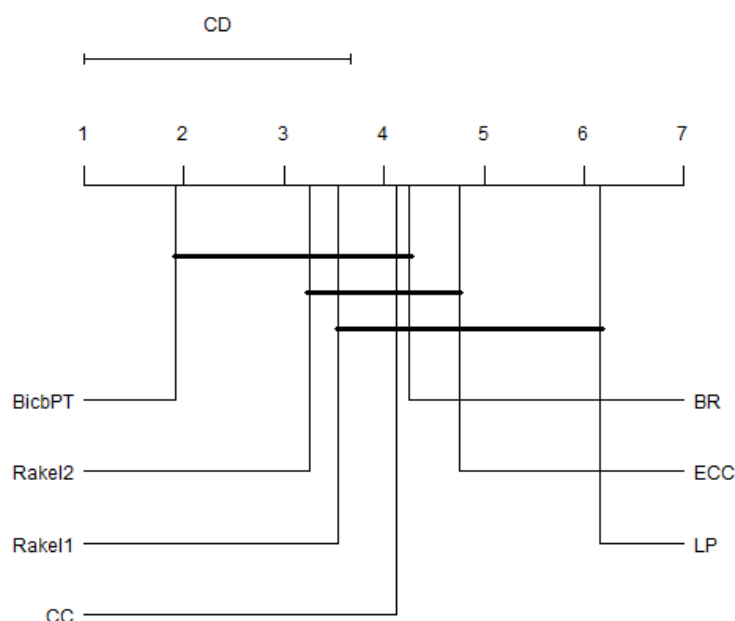 CD
1 2 3 4 5 6 7
BicbPT BR
Rakel2 ECC
Rakel1 LP
CC